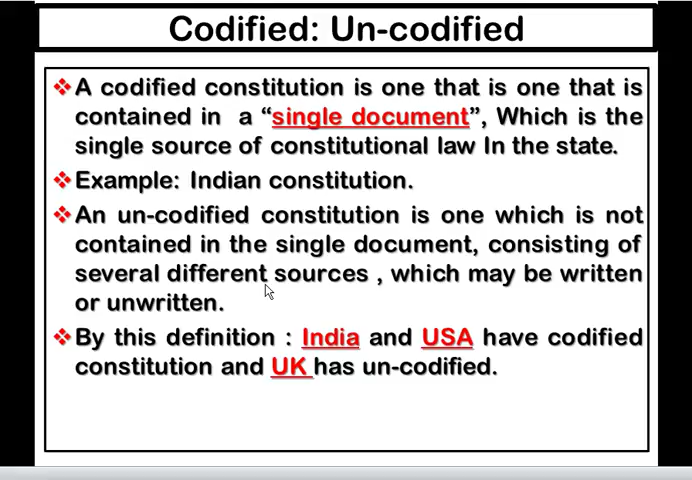 Codified: Un-codified
A codified constitution is one that is one that is
contained in a “single document”, Which is the
single source of constitutional law In the state.
Example: Indian constitution.
An un-codified constitution is one which is not
contained in the single document, consisting of
several different sources , which may be written
or unwritten.
By this definition : India and USA have codified
constitution and UK has un-codified.